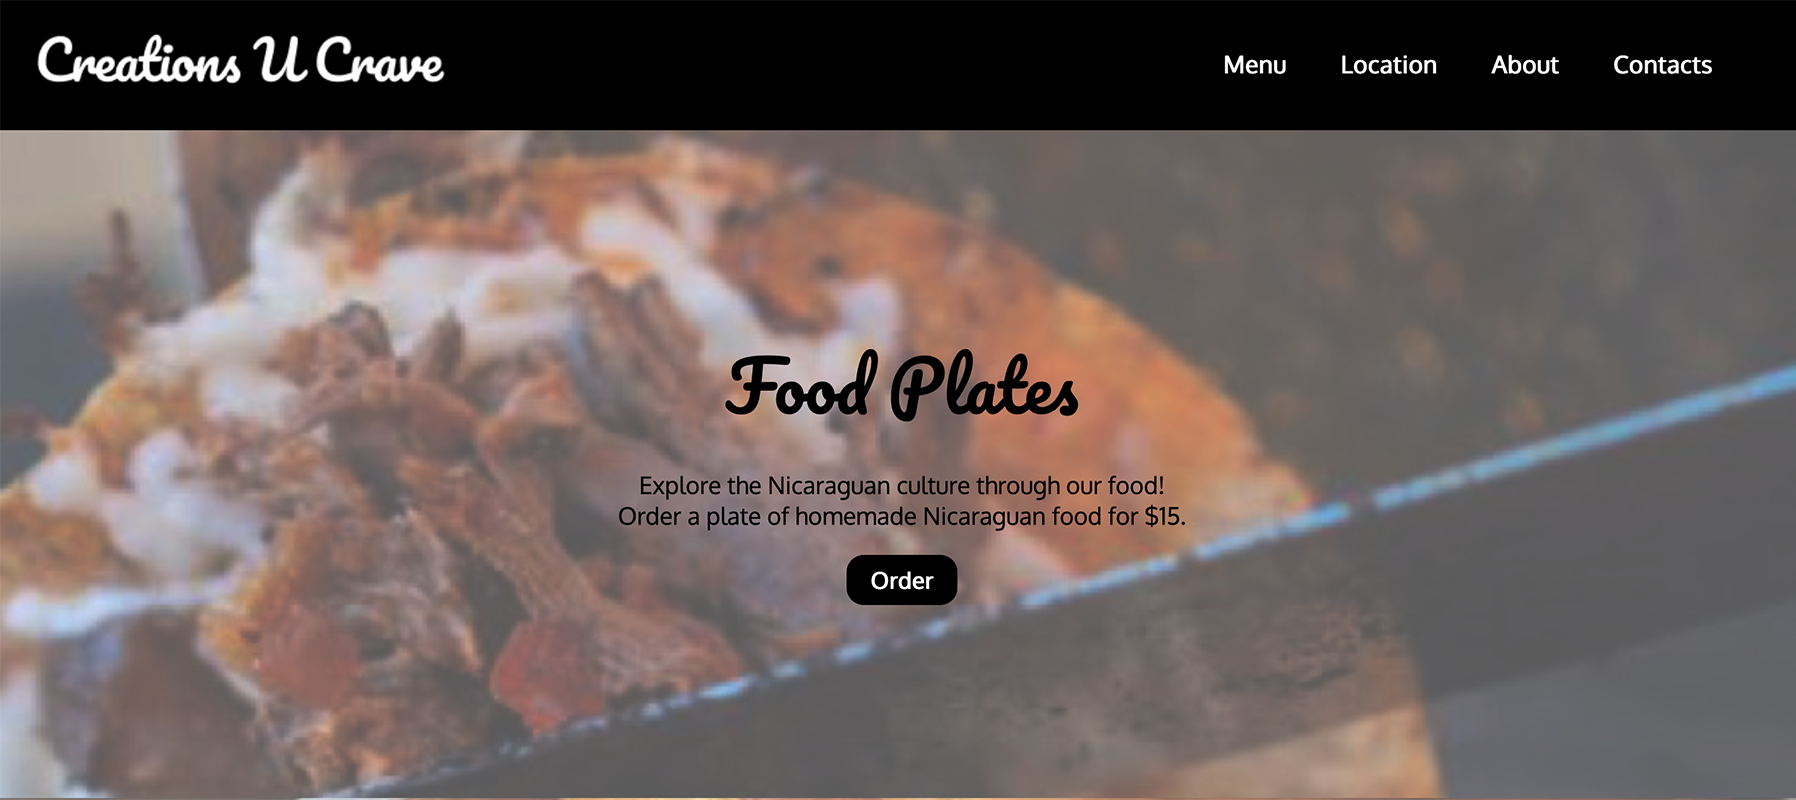 Creations U Crave
Menu Location About Contacts
Food Plates
Explore the Nicaraguan culture through our food!
Order a plate of homemade Nicaraguan food for $15.
Order